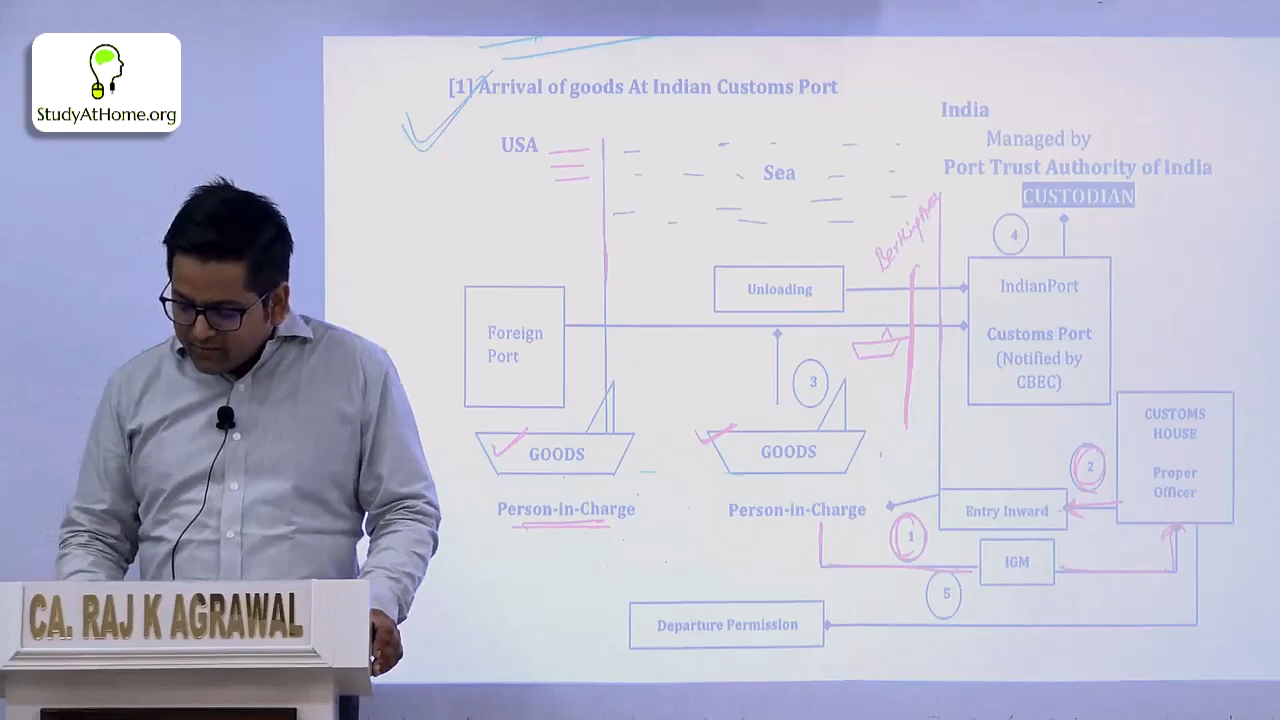 StudyAtHome.org
[1] Arrival of goods At Indian Customs Port
India
USA
Managed by
Sea
Port Trust Authority of India
CUSTODIAN
4
Unloading
IndianPort
Foreign
Port
Customs Port
(Notified by
CBEC)
3
GOODS
GOODS
CUSTOMS
HOUSE
Proper
Officer
2
Person-in-Charge
Person-in-Charge
Entry Inward
1
IGM
5
Departure Permission
CA. RAJ K AGRAWAL